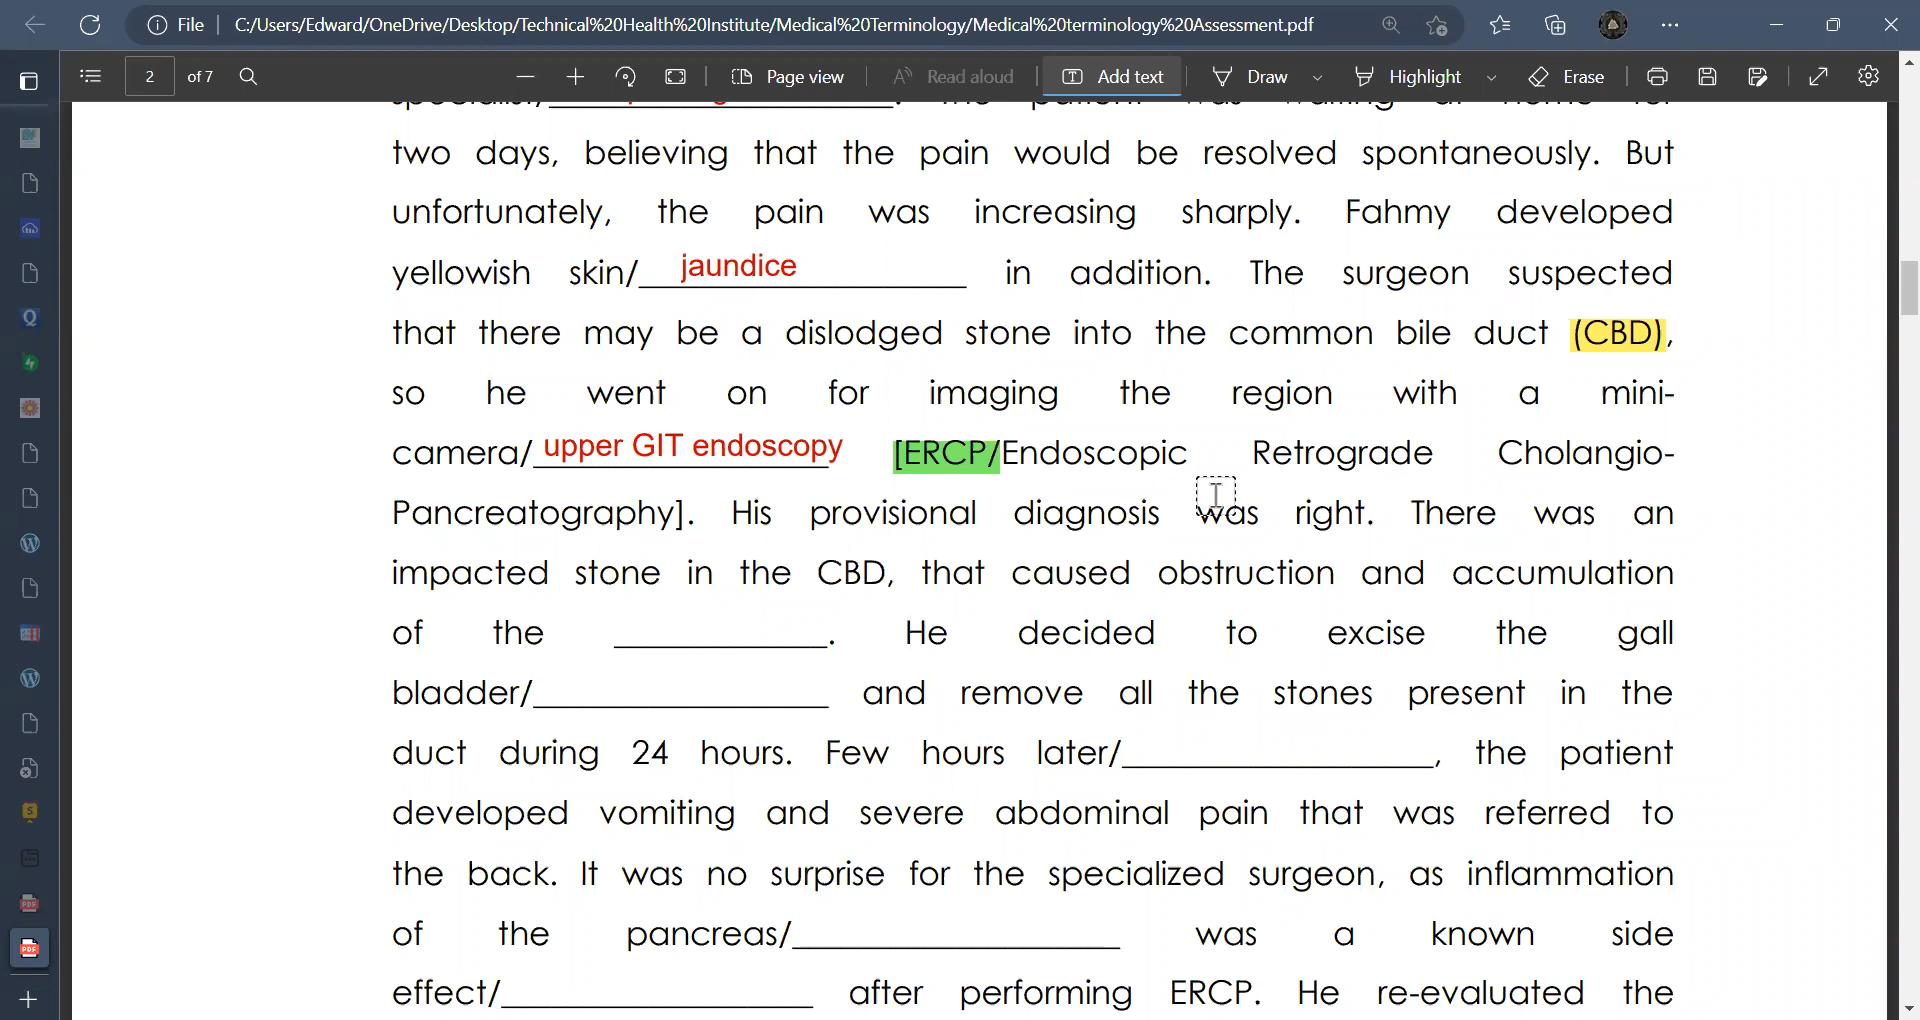 File
C:/Users/Edward/OneDrive/Desktop/Technical%20Health%20Institute/Medical%20Terminology/Medical%20terminology%20Assessment.pdf
2 of 7
Page view
Read aloud
Add text
Draw
Highlight
Erase
two days, believing that the pain would be resolved spontaneously. But
unfortunately, the pain was increasing sharply. Fahmy developed
yellowish skin/ jaundice in addition. The surgeon suspected
that there may be a dislodged stone into the common bile duct (CBD),
so he went on for imaging the region with a mini-
camera/ upper GIT endoscopy [ERCP/Endoscopic Retrograde Cholangio-
Pancreatography]. His provisional diagnosis was right. There was an
impacted stone in the CBD, that caused obstruction and accumulation
of the ____________. He decided to excise the gall
bladder/________________ and remove all the stones present in the
duct during 24 hours. Few hours later/_________________, the patient
developed vomiting and severe abdominal pain that was referred to
the back. It was no surprise for the specialized surgeon, as inflammation
of the pancreas/__________________ was a known side
effect/_________________ after performing ERCP. He re-evaluated the